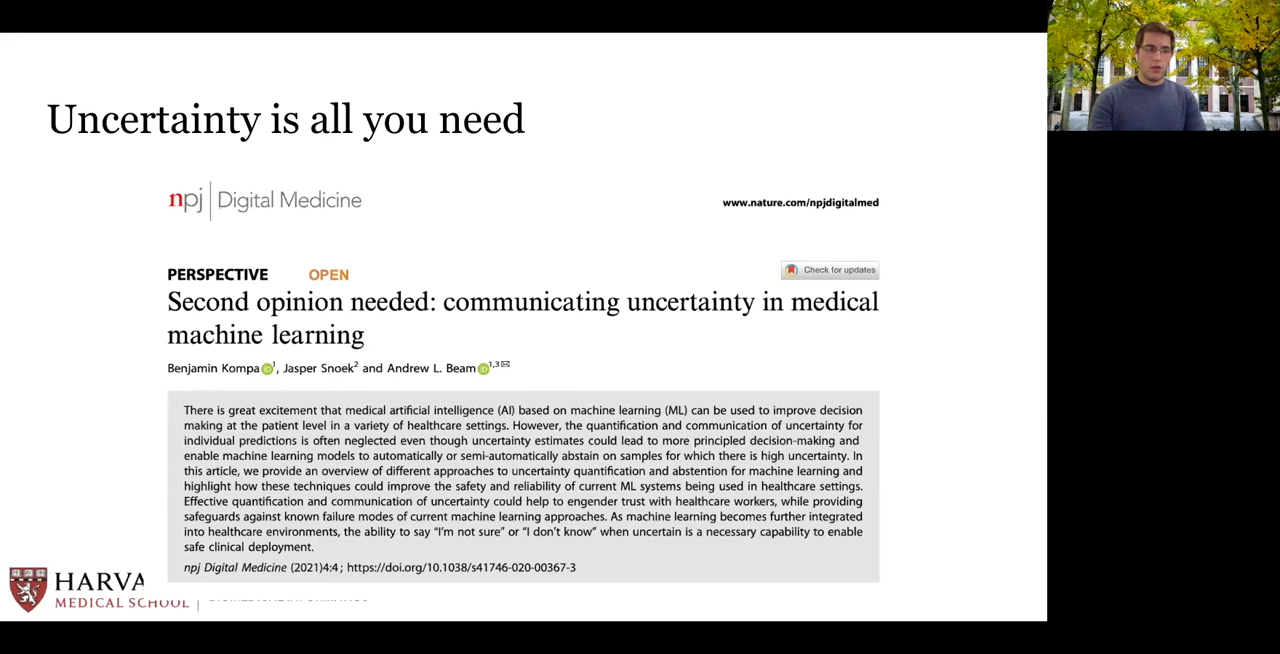 Uncertainty is all you need
npj Digital Medicine
www.nature.com/npjdigitalmed
PERSPECTIVE OPEN
Check for updates
Second opinion needed: communicating uncertainty in medical
machine learning
Benjamin Kompa iD 1, Jasper Snoek2 and Andrew L. Beam iD 1,3✉
There is great excitement that medical artificial intelligence (AI) based on machine learning (ML) can be used to improve decision
making at the patient level in a variety of healthcare settings. However, the quantification and communication of uncertainty for
individual predictions is often neglected even though uncertainty estimates could lead to more principled decision-making and
enable machine learning models to automatically or semi-automatically abstain on samples for which there is high uncertainty. In
this article, we provide an overview of different approaches to uncertainty quantification and abstention for machine learning and
highlight how these techniques could improve the safety and reliability of current ML systems being used in healthcare settings.
Effective quantification and communication of uncertainty could help to engender trust with healthcare workers, while providing
safeguards against known failure modes of current machine learning approaches. As machine learning becomes further integrated
into healthcare environments, the ability to say “I’m not sure” or “I don’t know” when uncertain is a necessary capability to enable
safe clinical deployment.
npj Digital Medicine (2021)4:4 ; https://doi.org/10.1038/s41746-020-00367-3
HARVA
MEDICAL SCHOOL